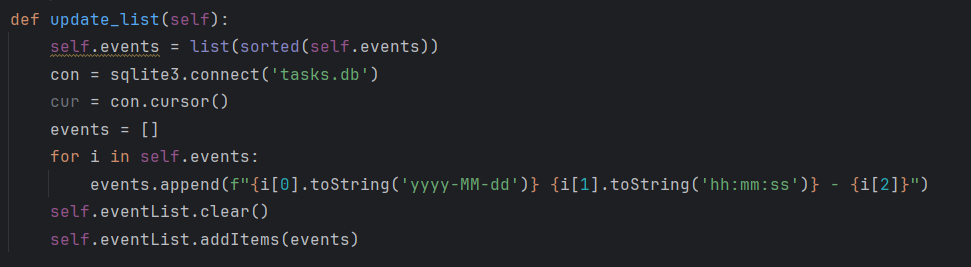 def update_list(self):
    self.events = list(sorted(self.events))
    con = sqlite3.connect('tasks.db')
    cur = con.cursor()
    events = []
    for i in self.events:
        events.append(f"{i[0].toString('yyyy-MM-dd')} {i[1].toString('hh:mm:ss')} - {i[2]}")
    self.eventList.clear()
    self.eventList.addItems(events)